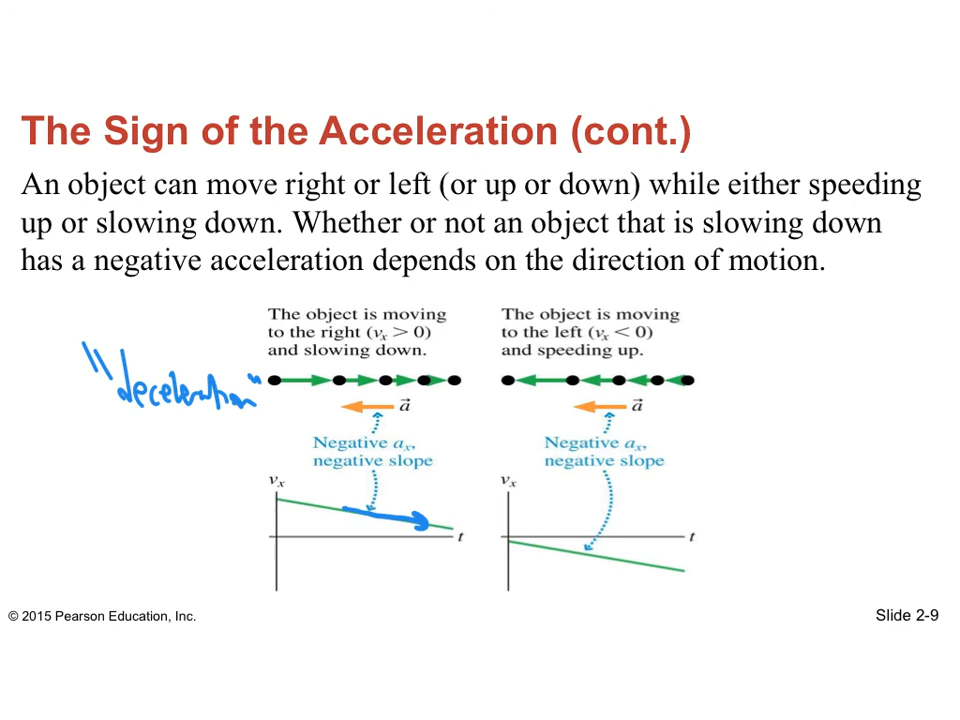 The Sign of the Acceleration (cont.)
An object can move right or left (or up or down) while either speeding
up or slowing down. Whether or not an object that is slowing down
has a negative acceleration depends on the direction of motion.
The object is moving
to the right (vₓ > 0)
and slowing down.
The object is moving
to the left (vₓ < 0)
and speeding up.
"deceleration"
a⃗
a⃗
Negative aₓ,
negative slope
Negative aₓ,
negative slope
vₓ
t
vₓ
t
© 2015 Pearson Education, Inc.
Slide 2-9